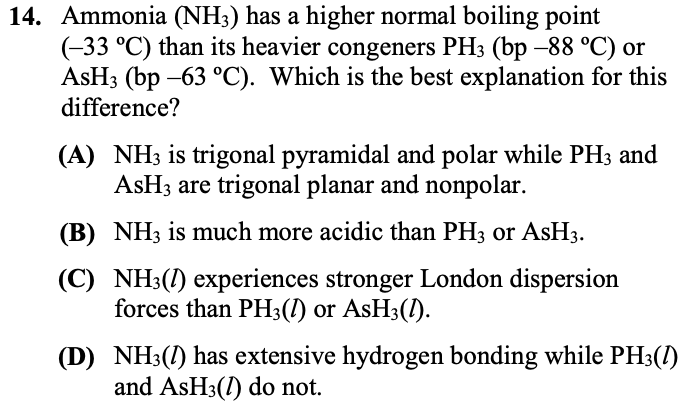 14. Ammonia (NH₃) has a higher normal boiling point
(–33 ºC) than its heavier congeners PH₃ (bp –88 ºC) or
AsH₃ (bp –63 ºC). Which is the best explanation for this
difference?
(A) NH₃ is trigonal pyramidal and polar while PH₃ and
AsH₃ are trigonal planar and nonpolar.
(B) NH₃ is much more acidic than PH₃ or AsH₃.
(C) NH₃(l) experiences stronger London dispersion
forces than PH₃(l) or AsH₃(l).
(D) NH₃(l) has extensive hydrogen bonding while PH₃(l)
and AsH₃(l) do not.